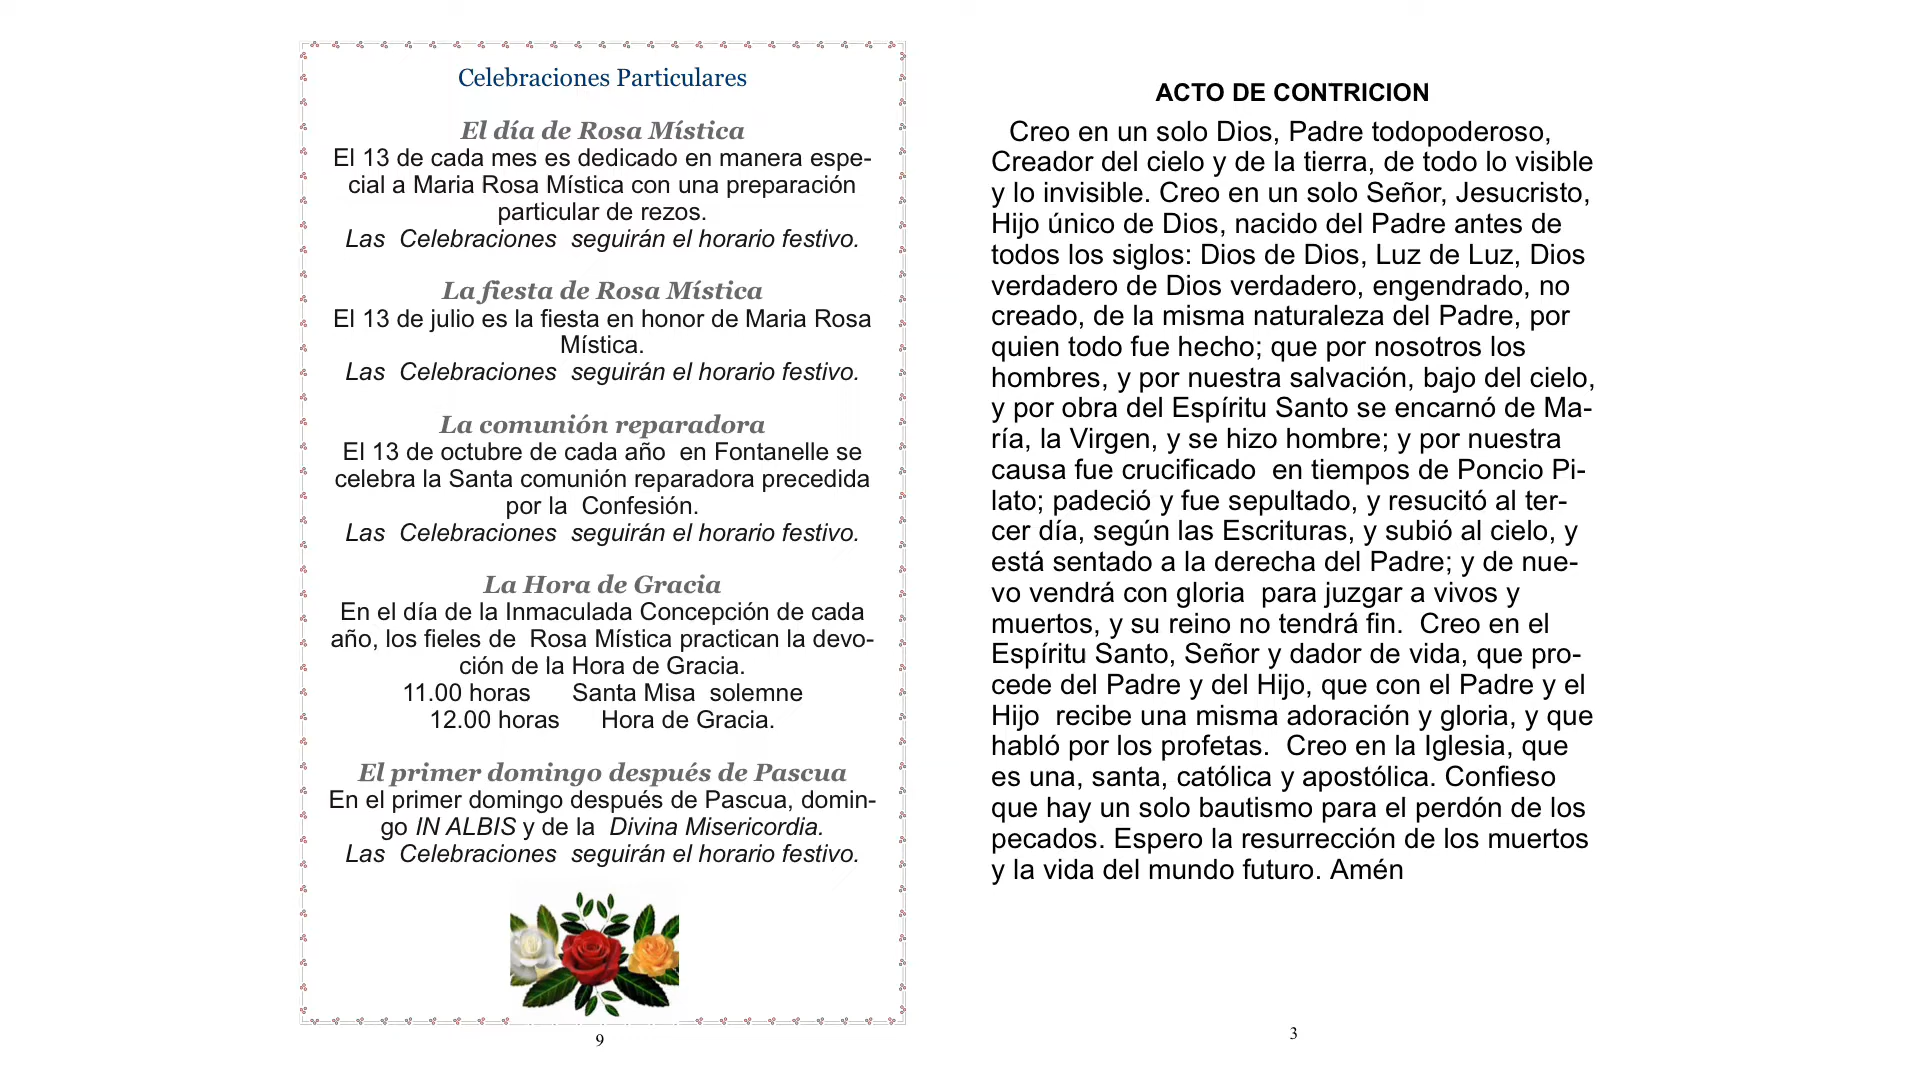 Celebraciones Particulares
El día de Rosa Mística
El 13 de cada mes es dedicado en manera espe-
cial a Maria Rosa Mística con una preparación
particular de rezos.
Las  Celebraciones  seguirán el horario festivo.
La fiesta de Rosa Mística
El 13 de julio es la fiesta en honor de Maria Rosa
Mística.
Las  Celebraciones  seguirán el horario festivo.
La comunión reparadora
El 13 de octubre de cada año  en Fontanelle se
celebra la Santa comunión reparadora precedida
por la  Confesión.
Las  Celebraciones  seguirán el horario festivo.
La Hora de Gracia
En el día de la Inmaculada Concepción de cada
año, los fieles de  Rosa Mística practican la devo-
ción de la Hora de Gracia.
11.00 horas      Santa Misa  solemne
12.00 horas      Hora de Gracia.
El primer domingo después de Pascua
En el primer domingo después de Pascua, domin-
go IN ALBIS y de la  Divina Misericordia.
Las  Celebraciones  seguirán el horario festivo.
9
ACTO DE CONTRICION
Creo en un solo Dios, Padre todopoderoso,
Creador del cielo y de la tierra, de todo lo visible
y lo invisible. Creo en un solo Señor, Jesucristo,
Hijo único de Dios, nacido del Padre antes de
todos los siglos: Dios de Dios, Luz de Luz, Dios
verdadero de Dios verdadero, engendrado, no
creado, de la misma naturaleza del Padre, por
quien todo fue hecho; que por nosotros los
hombres, y por nuestra salvación, bajo del cielo,
y por obra del Espíritu Santo se encarnó de Ma-
ría, la Virgen, y se hizo hombre; y por nuestra
causa fue crucificado  en tiempos de Poncio Pi-
lato; padeció y fue sepultado, y resucitó al ter-
cer día, según las Escrituras, y subió al cielo, y
está sentado a la derecha del Padre; y de nue-
vo vendrá con gloria  para juzgar a vivos y
muertos, y su reino no tendrá fin.  Creo en el
Espíritu Santo, Señor y dador de vida, que pro-
cede del Padre y del Hijo, que con el Padre y el
Hijo  recibe una misma adoración y gloria, y que
habló por los profetas.  Creo en la Iglesia, que
es una, santa, católica y apostólica. Confieso
que hay un solo bautismo para el perdón de los
pecados. Espero la resurrección de los muertos
y la vida del mundo futuro. Amén
3